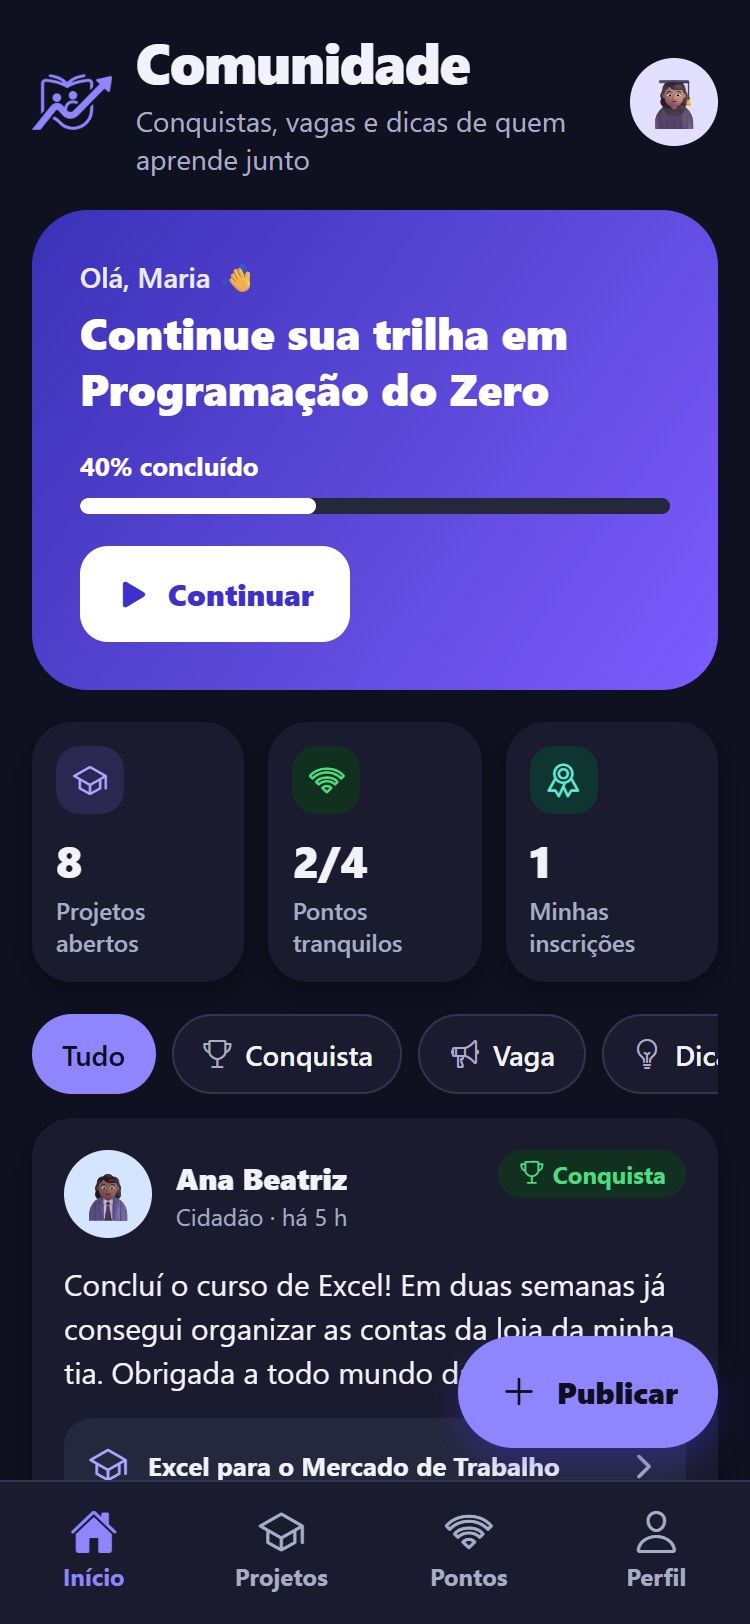 Comunidade
Conquistas, vagas e dicas de quem
aprende junto
Olá, Maria 👋
Continue sua trilha em
Programação do Zero
40% concluído
Continuar
8
Projetos
abertos
2/4
Pontos
tranquilos
1
Minhas
inscrições
Tudo
Conquista
Vaga
Ana Beatriz
Conquista
Cidadão · há 5 h
Concluí o curso de Excel! Em duas semanas já
consegui organizar as contas da loja da minha
tia. Obrigada a todo mundo
Publicar
Excel para o Mercado de Trabalho
Início
Projetos
Pontos
Perfil